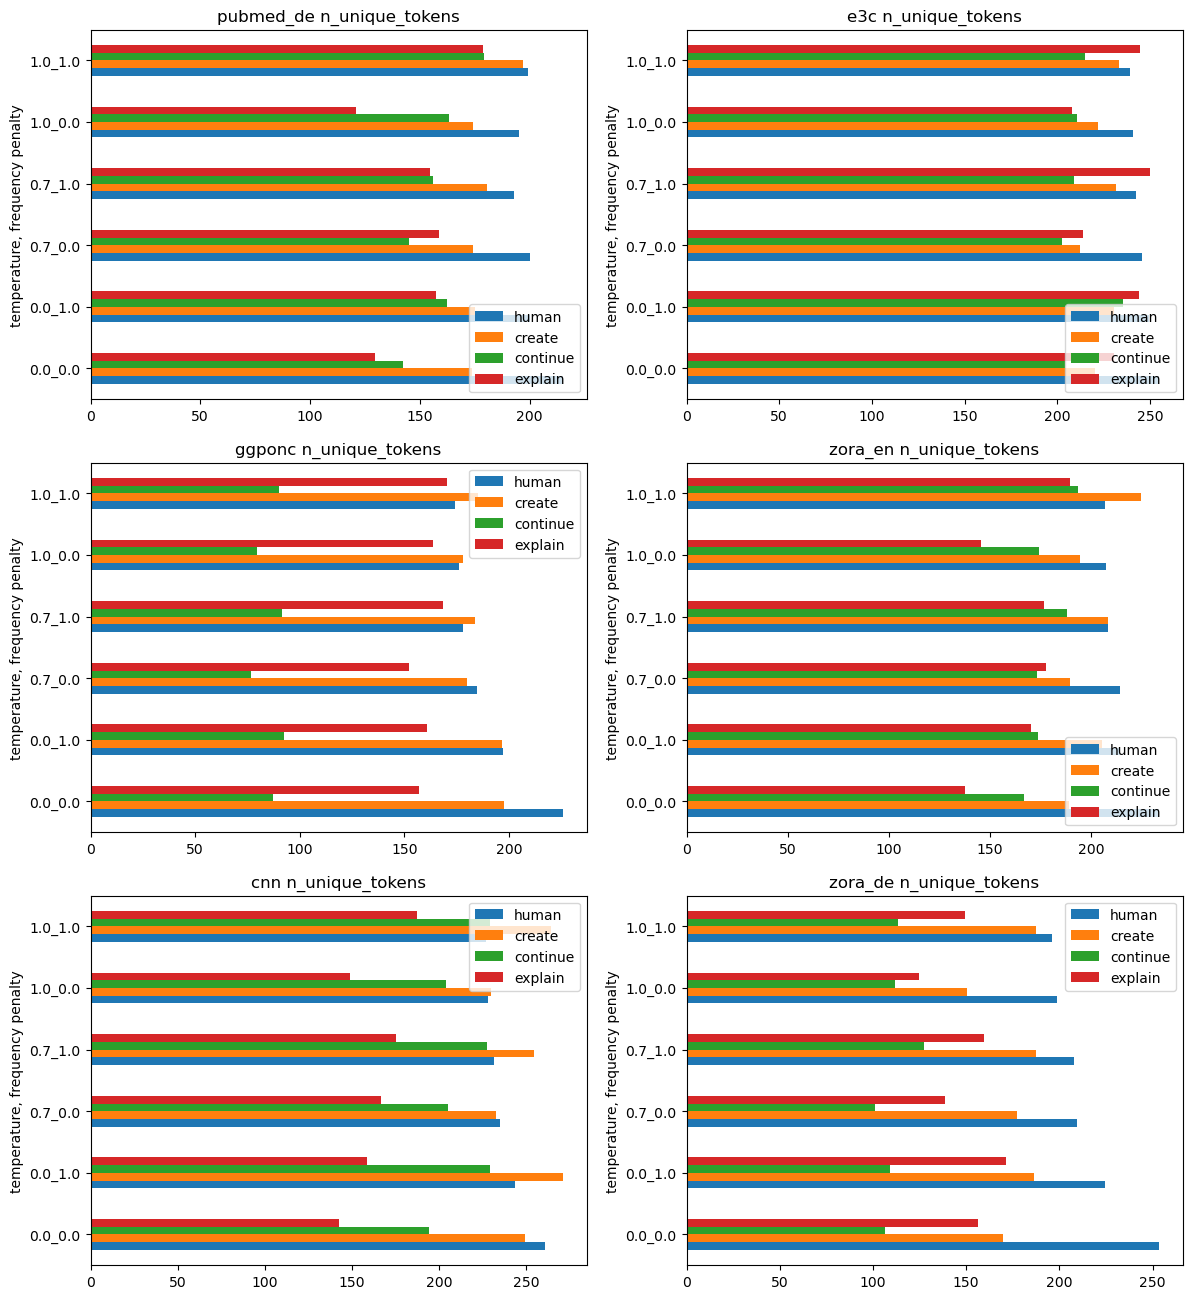 pubmed_de n_unique_tokens
temperature, frequency penalty
1.0_1.0
1.0_0.0
0.7_1.0
0.7_0.0
0.0_1.0
0.0_0.0
human
create
continue
explain
0 50 100 150 200
e3c n_unique_tokens
temperature, frequency penalty
1.0_1.0
1.0_0.0
0.7_1.0
0.7_0.0
0.0_1.0
0.0_0.0
human
create
continue
explain
0 50 100 150 200 250
ggponc n_unique_tokens
temperature, frequency penalty
1.0_1.0
1.0_0.0
0.7_1.0
0.7_0.0
0.0_1.0
0.0_0.0
human
create
continue
explain
0 50 100 150 200
zora_en n_unique_tokens
temperature, frequency penalty
1.0_1.0
1.0_0.0
0.7_1.0
0.7_0.0
0.0_1.0
0.0_0.0
human
create
continue
explain
0 50 100 150 200
cnn n_unique_tokens
temperature, frequency penalty
1.0_1.0
1.0_0.0
0.7_1.0
0.7_0.0
0.0_1.0
0.0_0.0
human
create
continue
explain
0 50 100 150 200 250
zora_de n_unique_tokens
temperature, frequency penalty
1.0_1.0
1.0_0.0
0.7_1.0
0.7_0.0
0.0_1.0
0.0_0.0
human
create
continue
explain
0 50 100 150 200 250